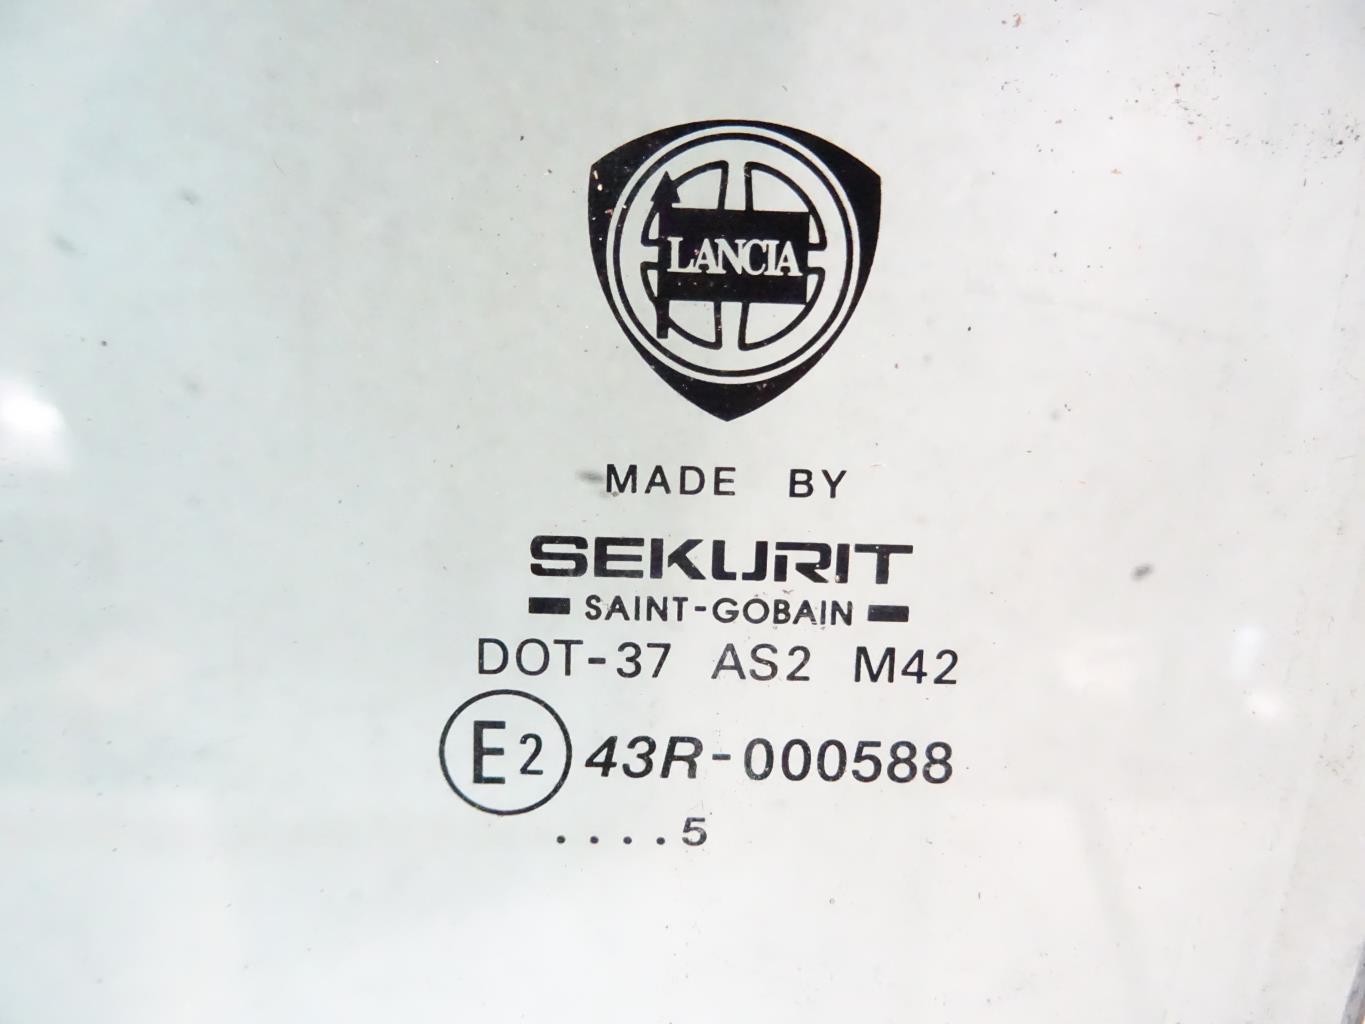 LANCIA
MADE BY
SEKURIT
SAINT-GOBAIN
DOT-37 AS2 M42
E2 43R-000588
....5